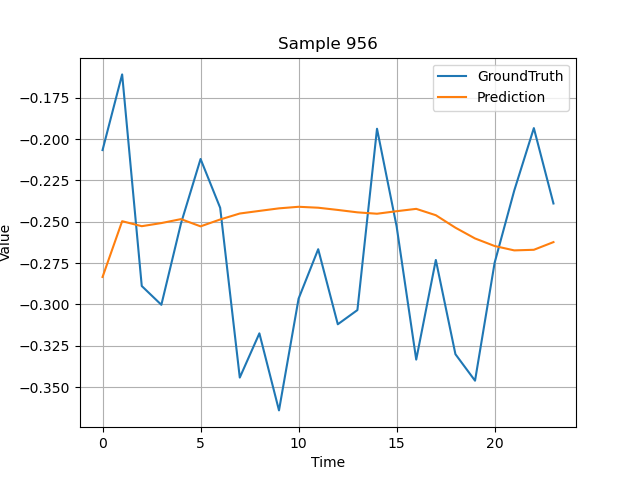 Sample 956
GroundTruth
Prediction
−0.175
−0.200
−0.225
−0.250
−0.275
−0.300
−0.325
−0.350
Value
0 5 10 15 20
Time